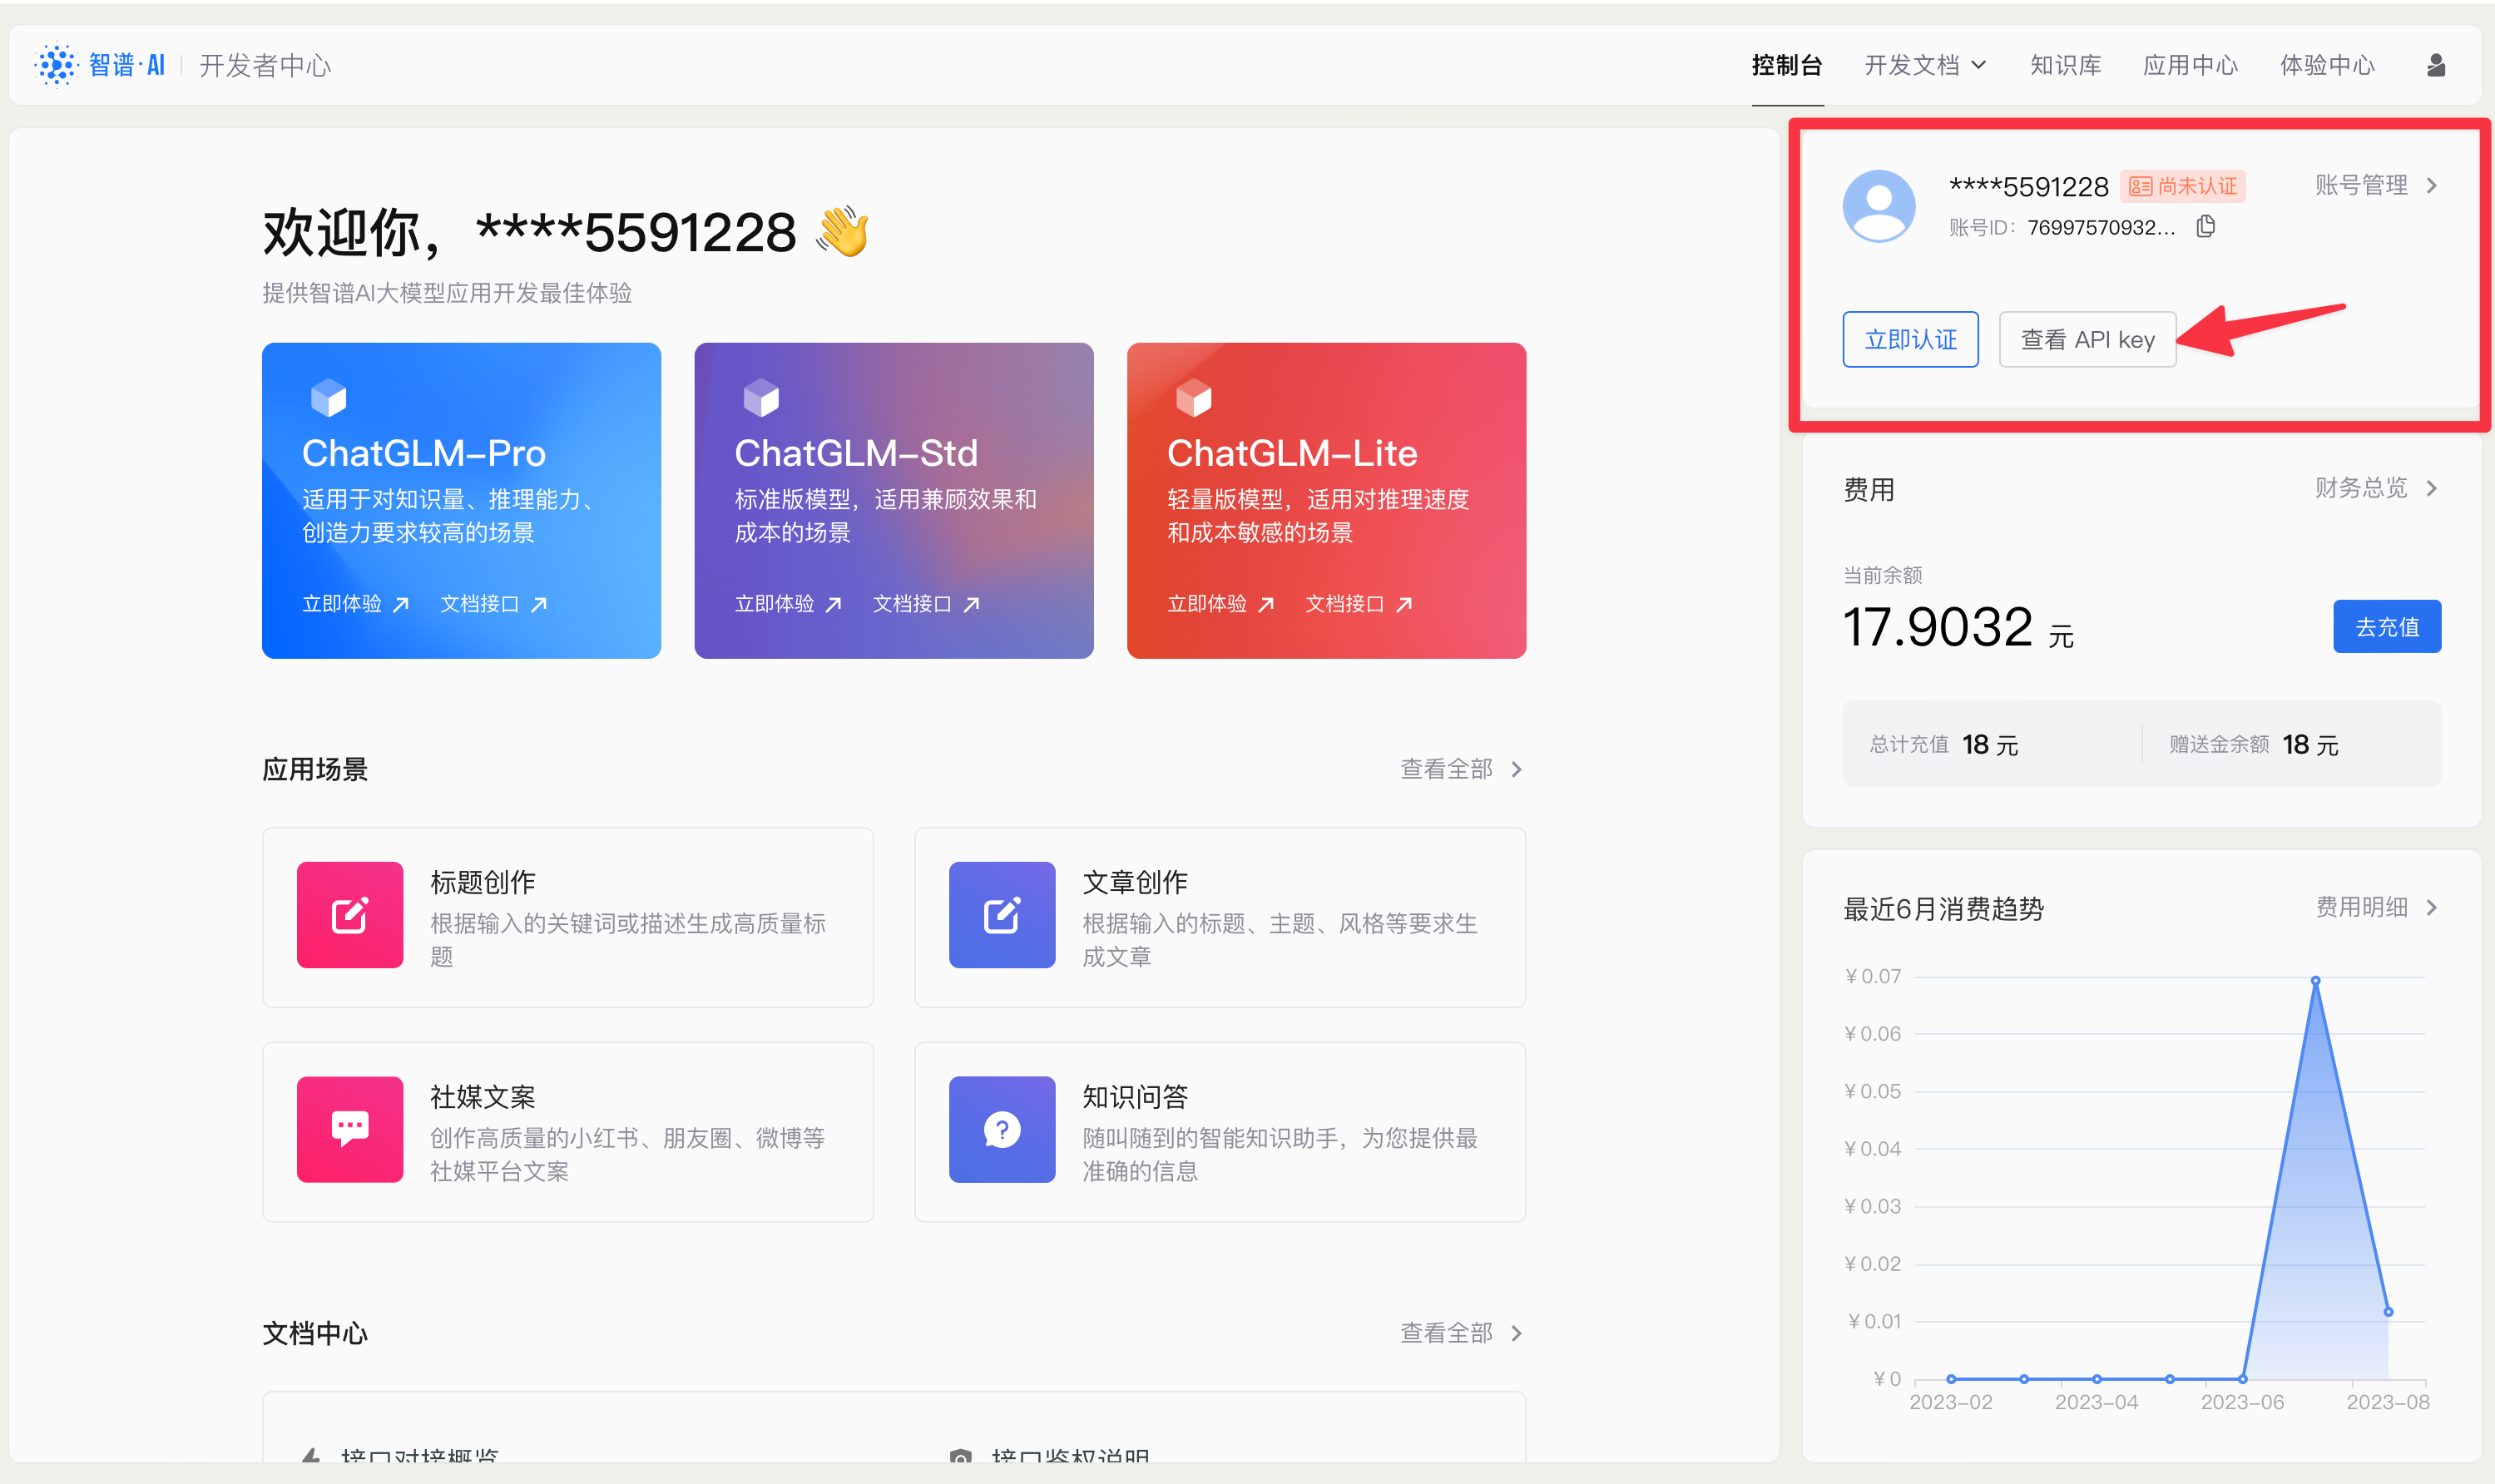 智谱·AI | 开发者中心
控制台 开发文档 知识库 应用中心 体验中心
欢迎你，****5591228 👋
提供智谱AI大模型应用开发最佳体验
ChatGLM–Pro
适用于对知识量、推理能力、
创造力要求较高的场景
立即体验 文档接口
ChatGLM–Std
标准版模型，适用兼顾效果和
成本的场景
立即体验 文档接口
ChatGLM–Lite
轻量版模型，适用对推理速度
和成本敏感的场景
立即体验 文档接口
应用场景
查看全部
标题创作
根据输入的关键词或描述生成高质量标
题
文章创作
根据输入的标题、主题、风格等要求生
成文章
社媒文案
创作高质量的小红书、朋友圈、微博等
社媒平台文案
知识问答
随叫随到的智能知识助手，为您提供最
准确的信息
文档中心
查看全部
接口对接概览
接口鉴权说明
****5591228 尚未认证
账号管理
账号ID： 76997570932...
立即认证 查看 API key
费用
财务总览
当前余额
17.9032 元
去充值
总计充值 18 元
赠送金余额 18 元
最近6月消费趋势
费用明细
¥ 0.07
¥ 0.06
¥ 0.05
¥ 0.04
¥ 0.03
¥ 0.02
¥ 0.01
¥ 0
2023–02 2023–04 2023–06 2023–08